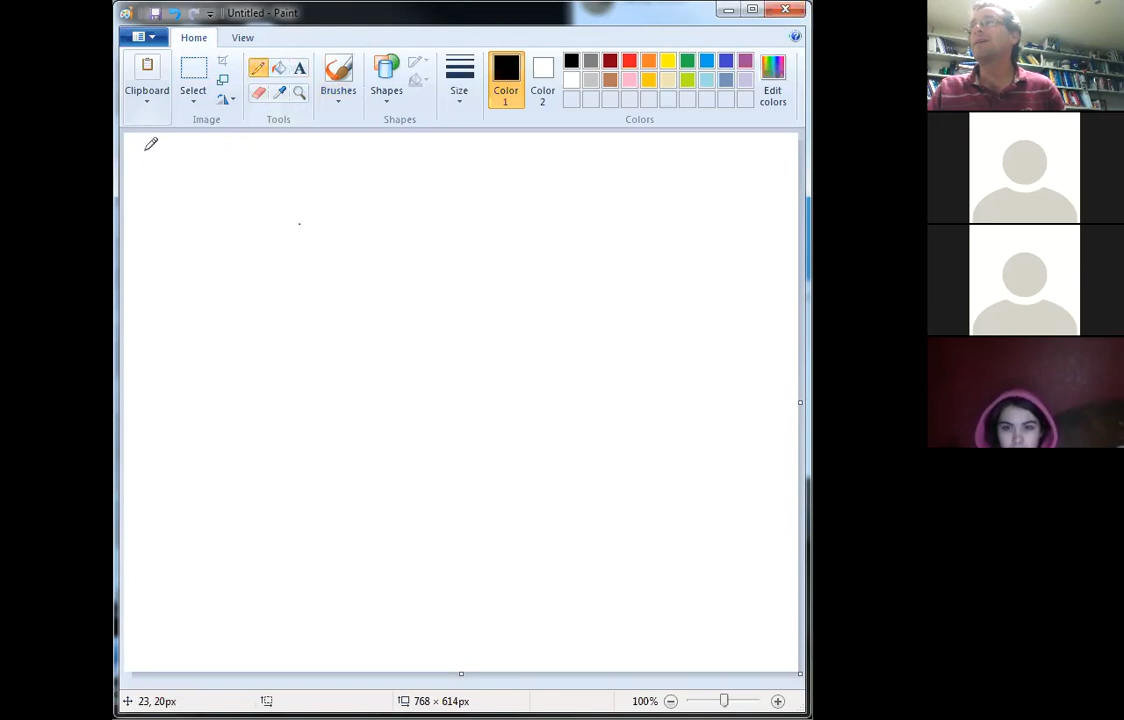 Untitled - Paint
Home
View
Clipboard
Select
Brushes
Shapes
Size
Color
1
Color
2
Edit
colors
Image
Tools
Shapes
Colors
23, 20px
768 × 614px
100%